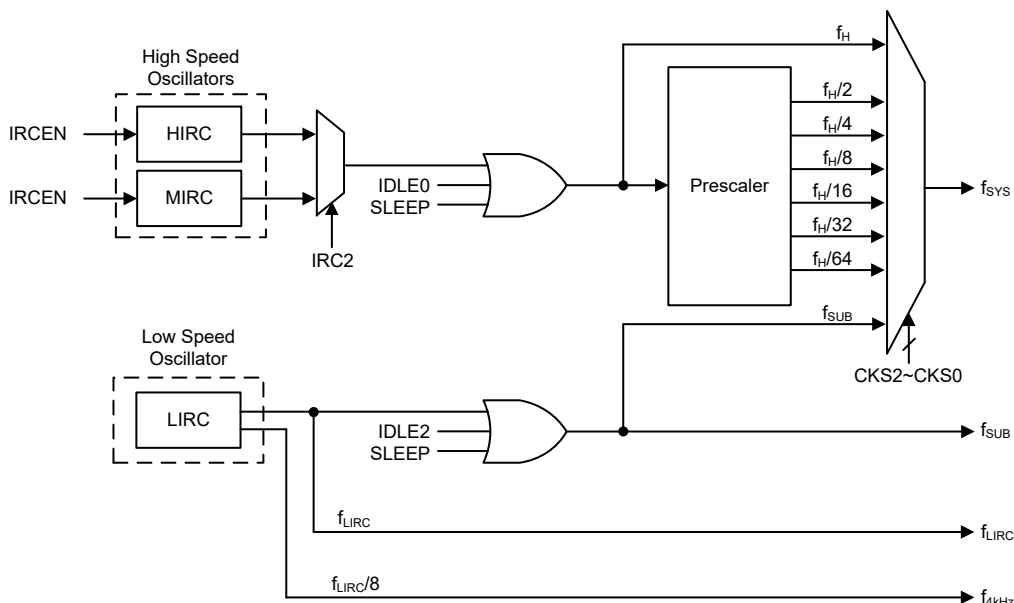 High Speed
Oscillators
IRCEN
HIRC
IRCEN
MIRC
IRC2
IDLE0
SLEEP
Prescaler
fH
fH/2
fH/4
fH/8
fH/16
fH/32
fH/64
fSUB
fSYS
CKS2~CKS0
Low Speed
Oscillator
LIRC
IDLE2
SLEEP
fSUB
fLIRC
fLIRC
fLIRC/8
f4kHz